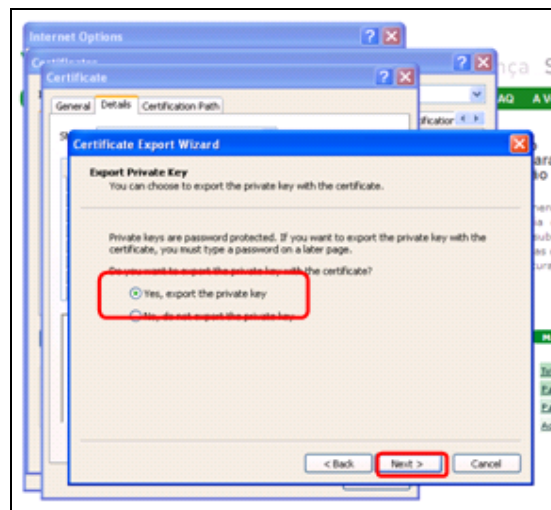 Internet Options
Certificates
Certificate
General Details Certification Path
Certificate Export Wizard
Export Private Key
You can choose to export the private key with the certificate.
Private keys are password protected. If you want to export the private key with the
certificate, you must type a password on a later page.
Do you want to export the private key with the certificate?
Yes, export the private key
No, do not export the private key
< Back Next > Cancel